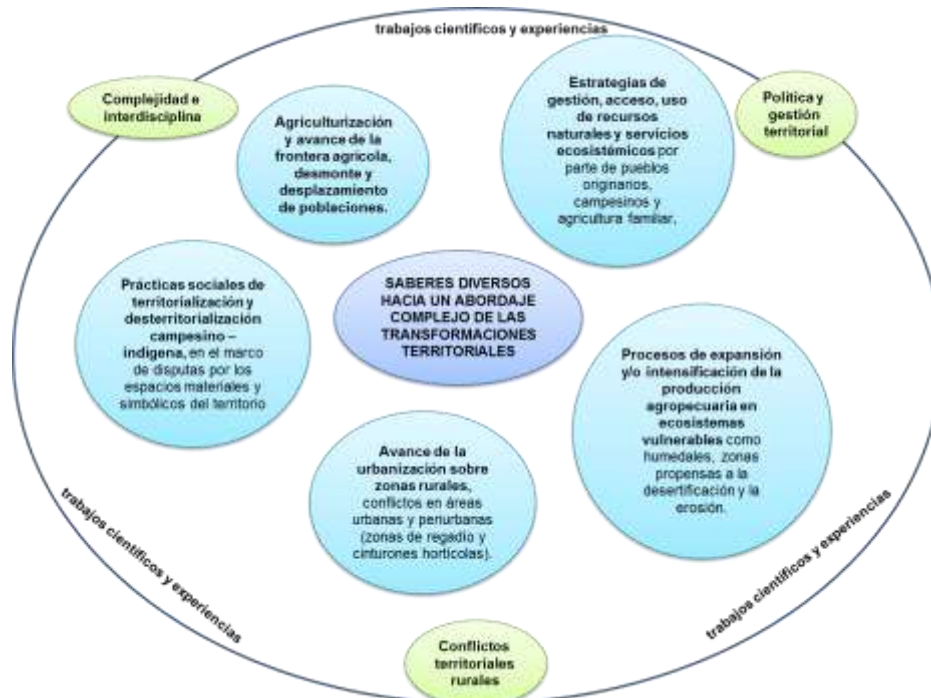 trabajos científicos y experiencias
Complejidad e
interdisciplina
Agriculturización
y avance de la
frontera agrícola,
desmonte y
desplazamiento
de poblaciones.
Estrategias de
gestión, acceso, uso
de recursos
naturales y servicios
ecosistémicos por
parte de pueblos
originarios,
campesinos y
agricultura familiar.
Política y
gestión
territorial
Prácticas sociales de
territorialización y
desterritorialización
campesino –
indígena, en el marco
de disputas por los
espacios materiales y
simbólicos del territorio
SABERES DIVERSOS
HACIA UN ABORDAJE
COMPLEJO DE LAS
TRANSFORMACIONES
TERRITORIALES
Procesos de expansión
y/o intensificación de la
producción
agropecuaria en
ecosistemas
vulnerables como
humedales, zonas
propensas a la
desertificación y la
erosión.
Avance de la
urbanización sobre
zonas rurales,
conflictos en áreas
urbanas y periurbanas
(zonas de regadío y
cinturones hortícolas).
trabajos científicos y experiencias
trabajos científicos y experiencias
Conflictos
territoriales
rurales